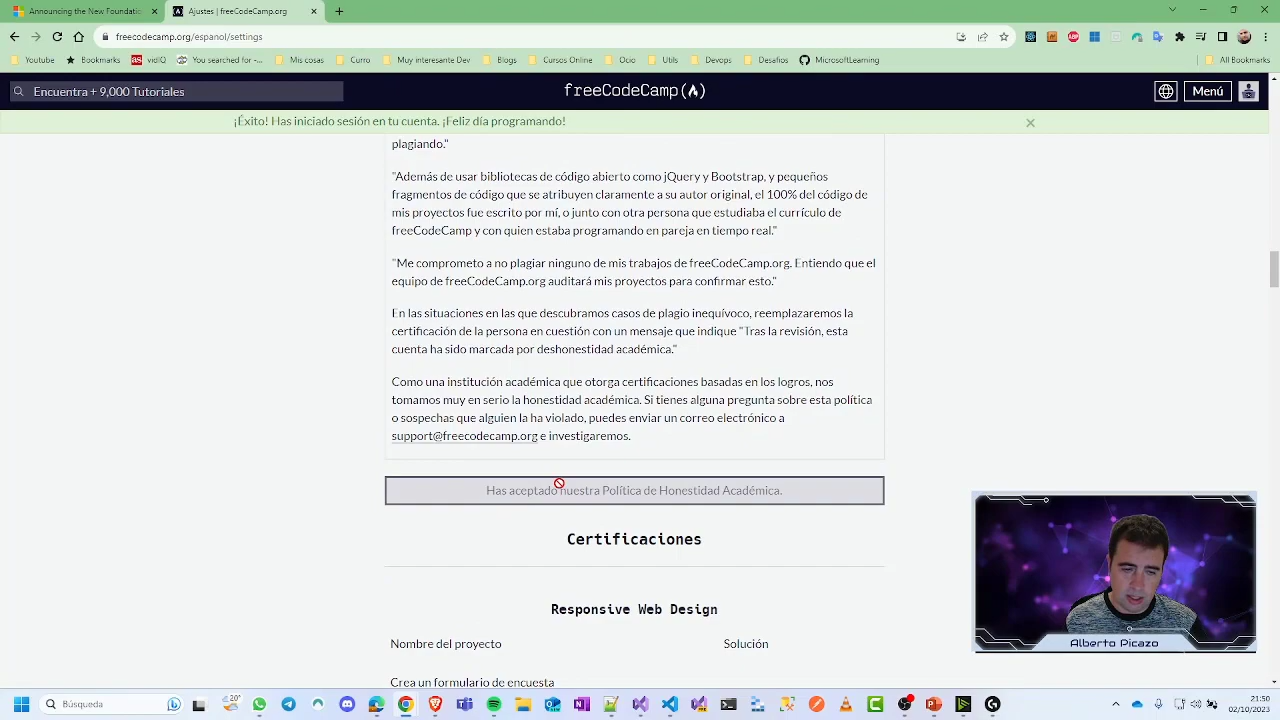 Announcing the New Foundatio
Ajustes | freeCodeCamp.org
freecodecamp.org/espanol/settings
Youtube
Bookmarks
vidIQ
You searched for -...
Mis cosas
Curro
Muy interesante Dev
Blogs
Cursos Online
Ocio
Utils
Devops
Desafios
MicrosoftLearning
All Bookmarks
Encuentra + 9,000 Tutoriales
freeCodeCamp
Menú
¡Éxito! Has iniciado sesión en tu cuenta. ¡Feliz día programando!
plagiando."
"Además de usar bibliotecas de código abierto como jQuery y Bootstrap, y pequeños
fragmentos de código que se atribuyen claramente a su autor original, el 100% del código de
mis proyectos fue escrito por mí, o junto con otra persona que estudiaba el currículo de
freeCodeCamp y con quien estaba programando en pareja en tiempo real."
"Me comprometo a no plagiar ninguno de mis trabajos de freeCodeCamp.org. Entiendo que el
equipo de freeCodeCamp.org auditará mis proyectos para confirmar esto."
En las situaciones en las que descubramos casos de plagio inequívoco, reemplazaremos la
certificación de la persona en cuestión con un mensaje que indique "Tras la revisión, esta
cuenta ha sido marcada por deshonestidad académica."
Como una institución académica que otorga certificaciones basadas en los logros, nos
tomamos muy en serio la honestidad académica. Si tienes alguna pregunta sobre esta política
o sospechas que alguien la ha violado, puedes enviar un correo electrónico a
support@freecodecamp.org e investigaremos.
Has aceptado nuestra Política de Honestidad Académica.
Certificaciones
Responsive Web Design
Nombre del proyecto
Solución
Crea un formulario de encuesta
Alberto Picazo
Búsqueda
20°
21:50
02/10/2023